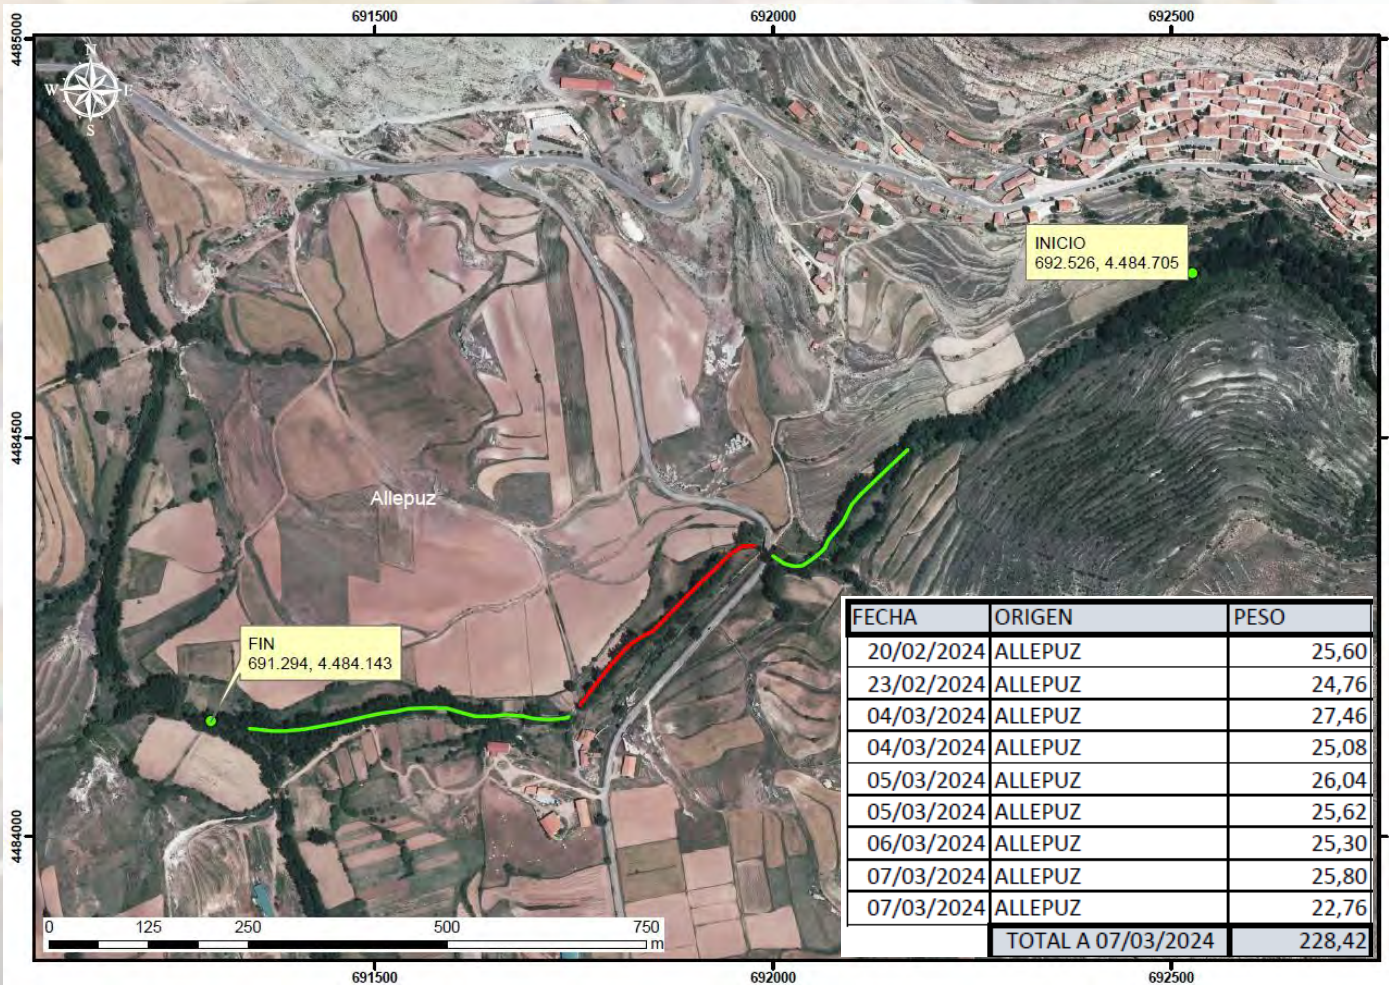 691500 692000 692500
4485000
N
W E
S
INICIO
692.526, 4.484.705
4484500
Allepuz
FIN
691.294, 4.484.143
4484000
FECHA ORIGEN PESO
20/02/2024 ALLEPUZ 25,60
23/02/2024 ALLEPUZ 24,76
04/03/2024 ALLEPUZ 27,46
04/03/2024 ALLEPUZ 25,08
05/03/2024 ALLEPUZ 26,04
05/03/2024 ALLEPUZ 25,62
06/03/2024 ALLEPUZ 25,30
07/03/2024 ALLEPUZ 25,80
07/03/2024 ALLEPUZ 22,76
TOTAL A 07/03/2024 228,42
0 125 250 500 750
m
691500 692000 692500